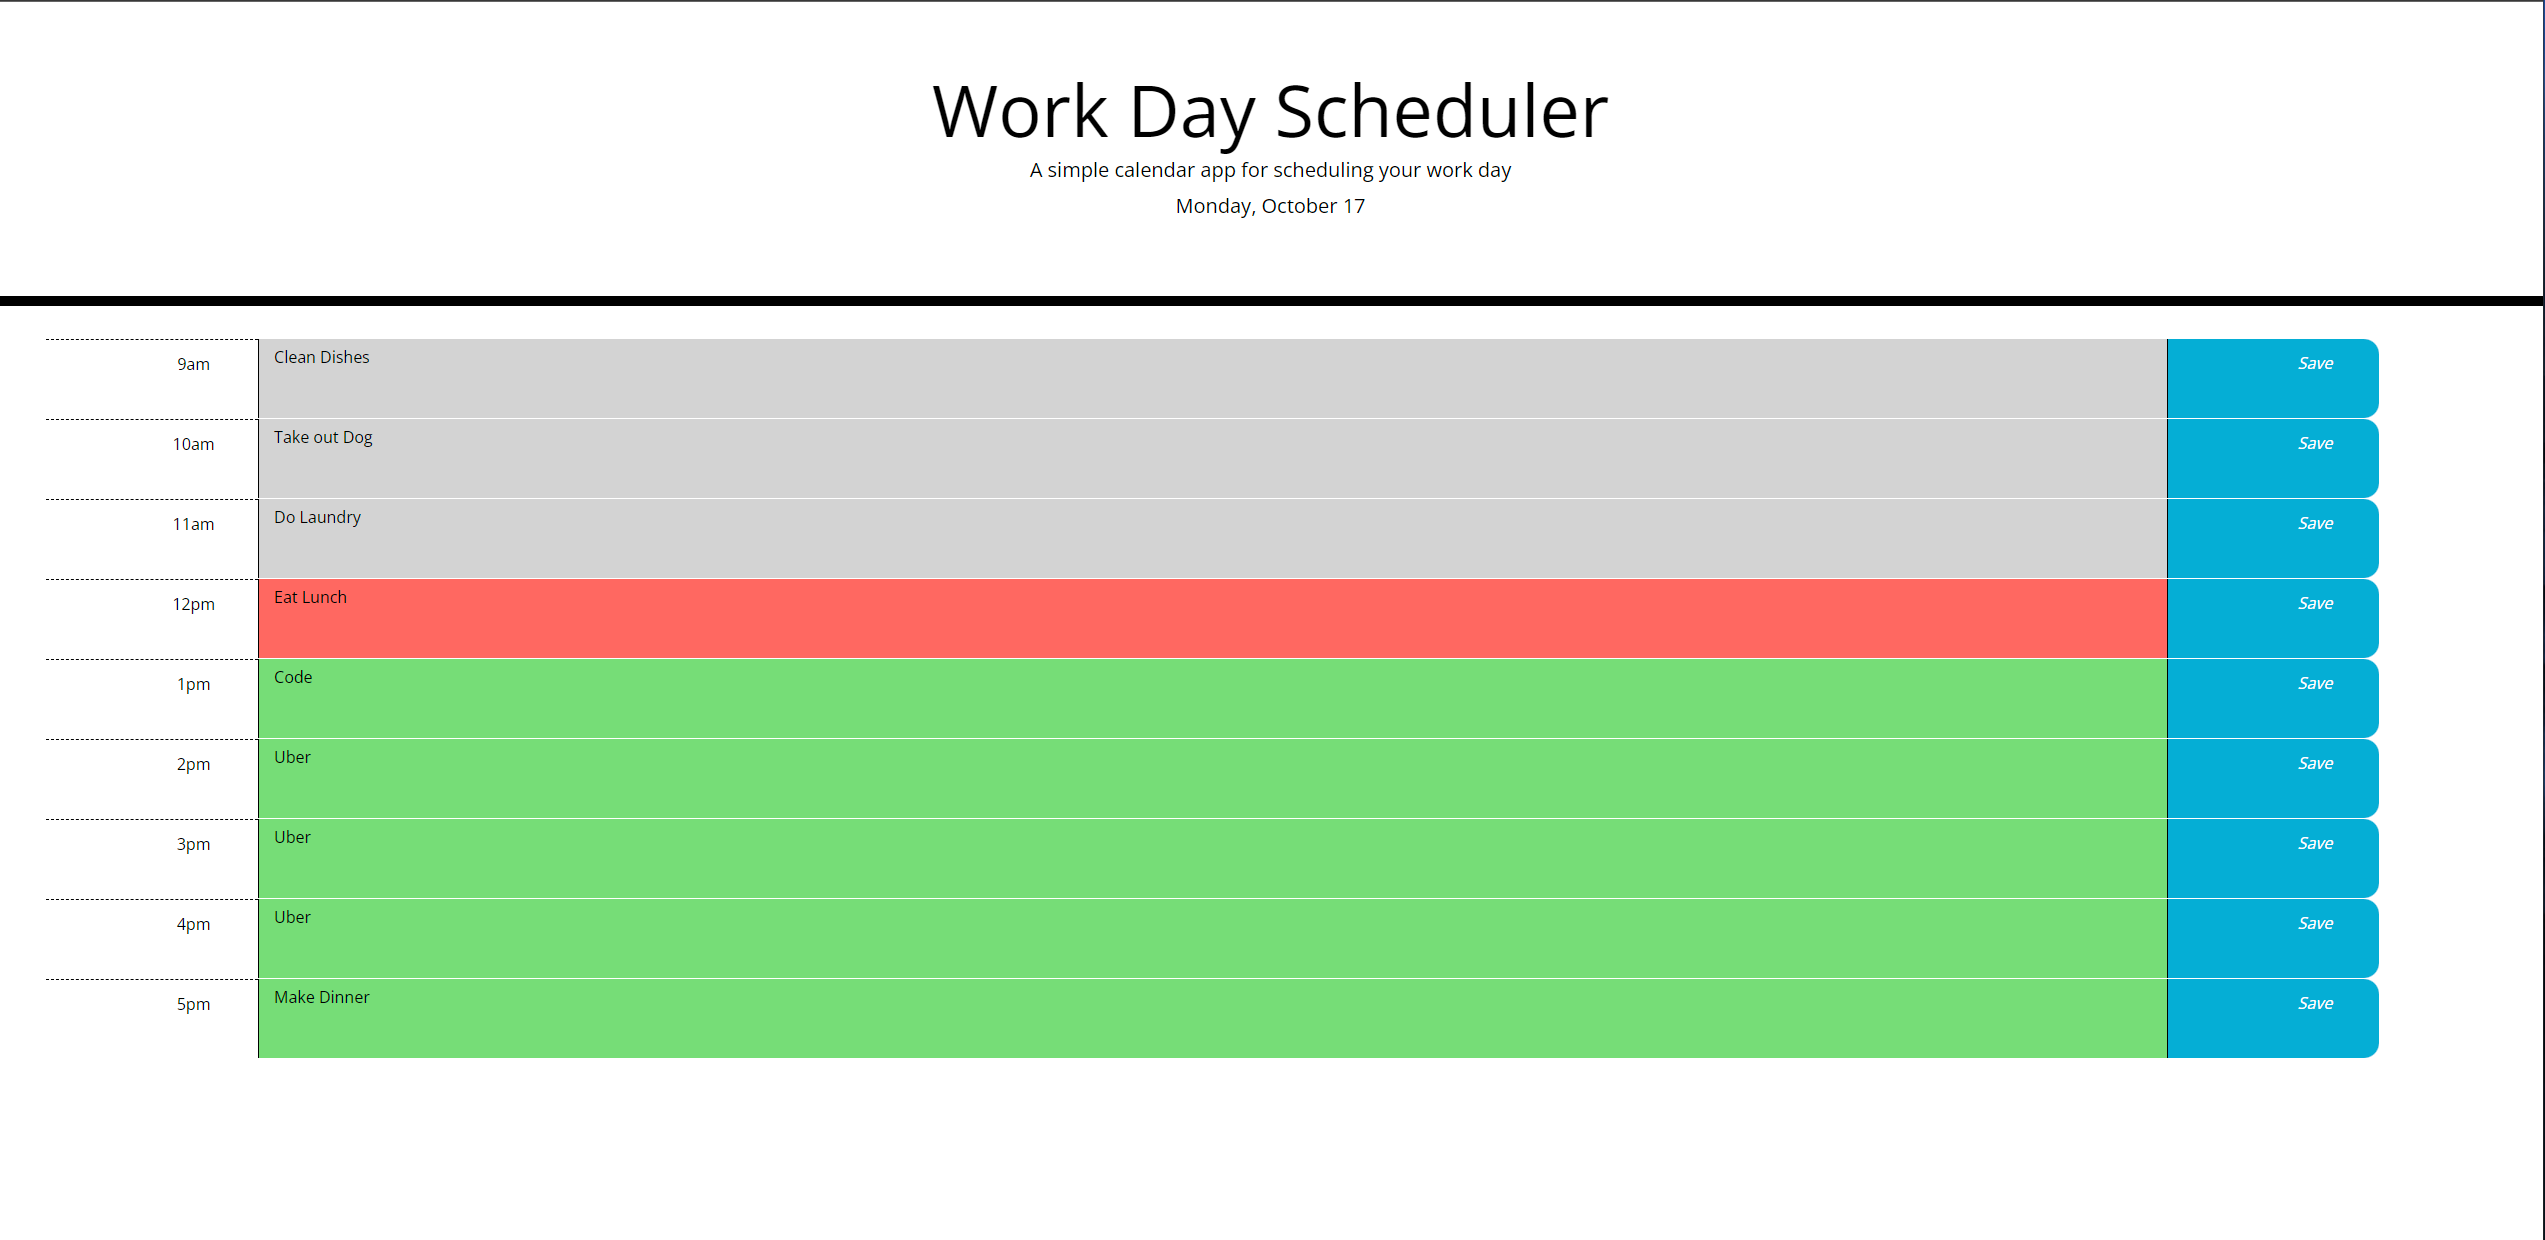 Work Day Scheduler
A simple calendar app for scheduling your work day
Monday, October 17
9am Clean Dishes Save
10am Take out Dog Save
11am Do Laundry Save
12pm Eat Lunch Save
1pm Code Save
2pm Uber Save
3pm Uber Save
4pm Uber Save
5pm Make Dinner Save